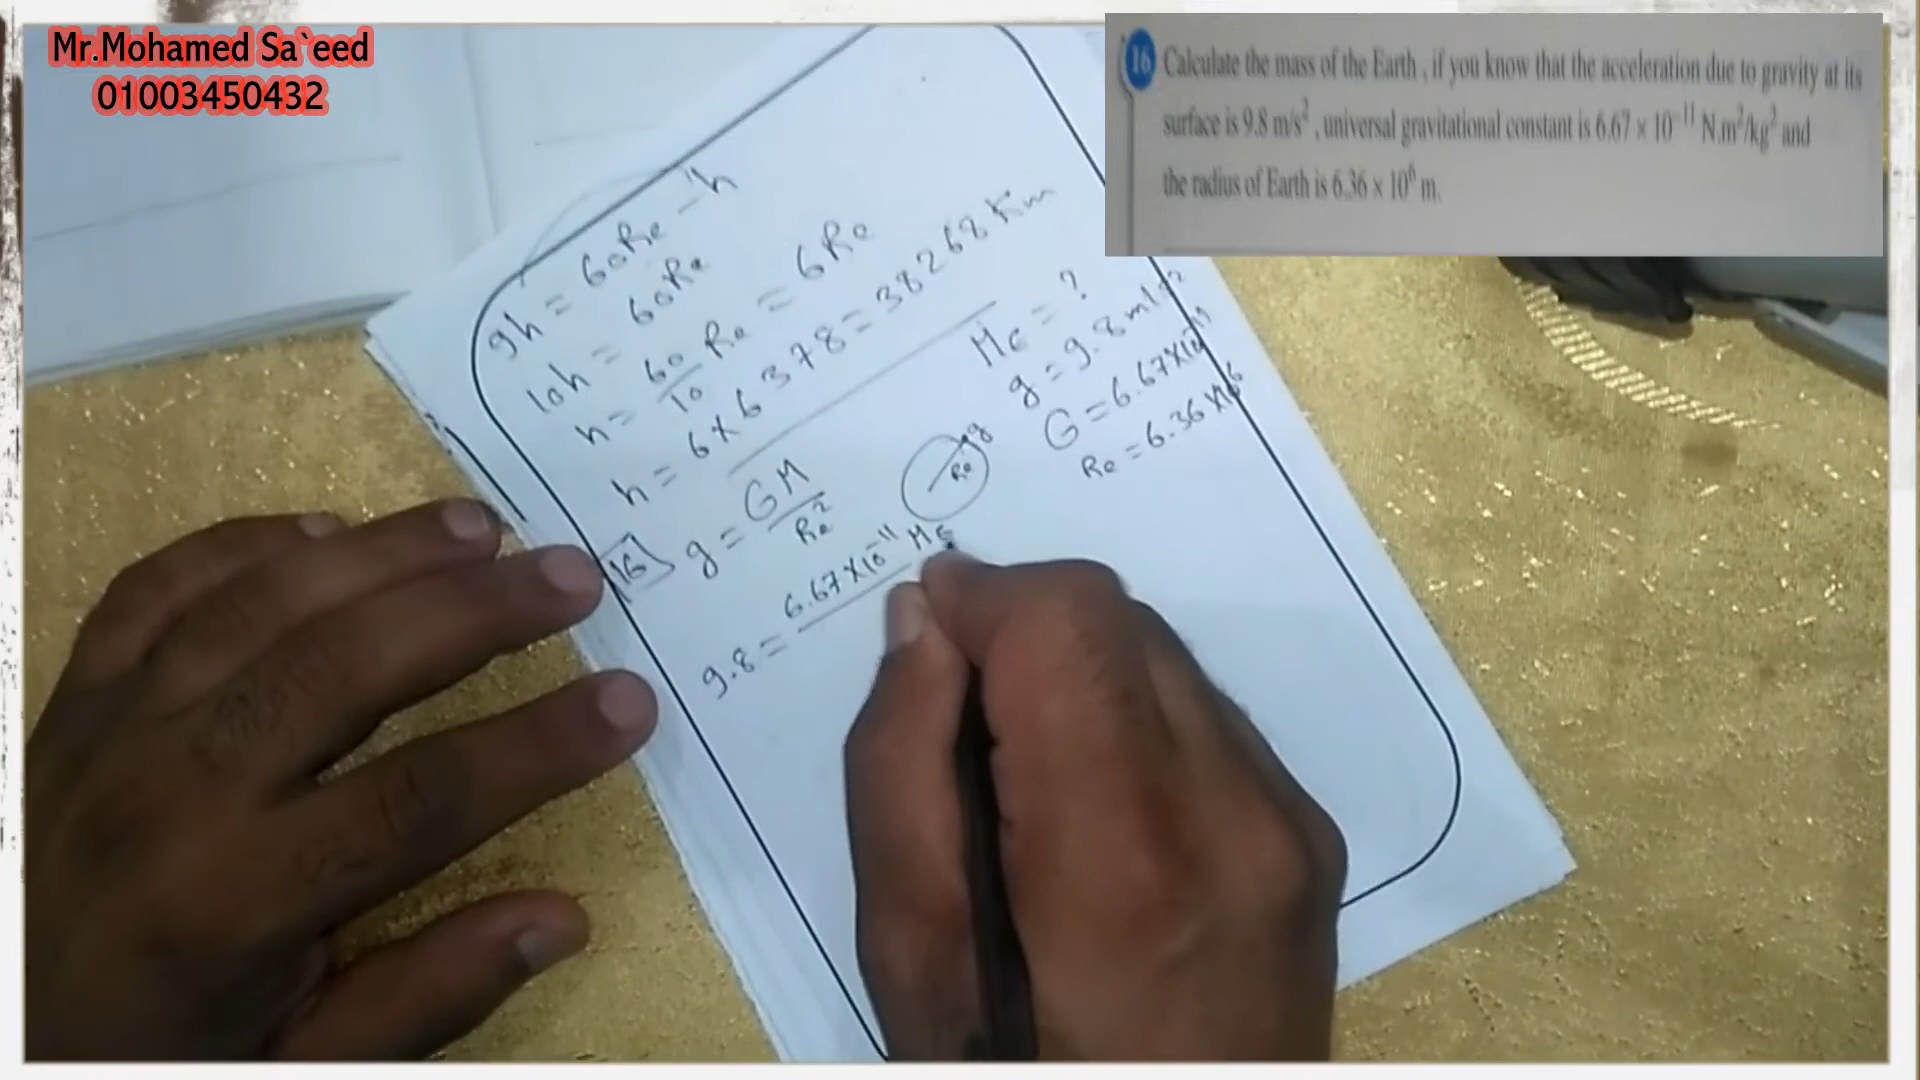 Mr.Mohamed Sa`eed
01003450432
16 Calculate the mass of the Earth , if you know that the acceleration due to gravity at its
surface is 9.8 m/s² , universal gravitational constant is 6.67 × 10⁻¹¹ N.m²/kg² and
the radius of Earth is 6.36 × 10⁶ m.
9h = 60Re - h
10h = 60Re
h = 60/10 Re = 6Re
h = 6 × 6378 = 38268 Km
16 g = GM/Re²
Re
g
9.8 = 6.67×10⁻¹¹ Me
Me = ?
g = 9.8 m/s²
G = 6.67×10⁻¹¹
Re = 6.36×10⁶